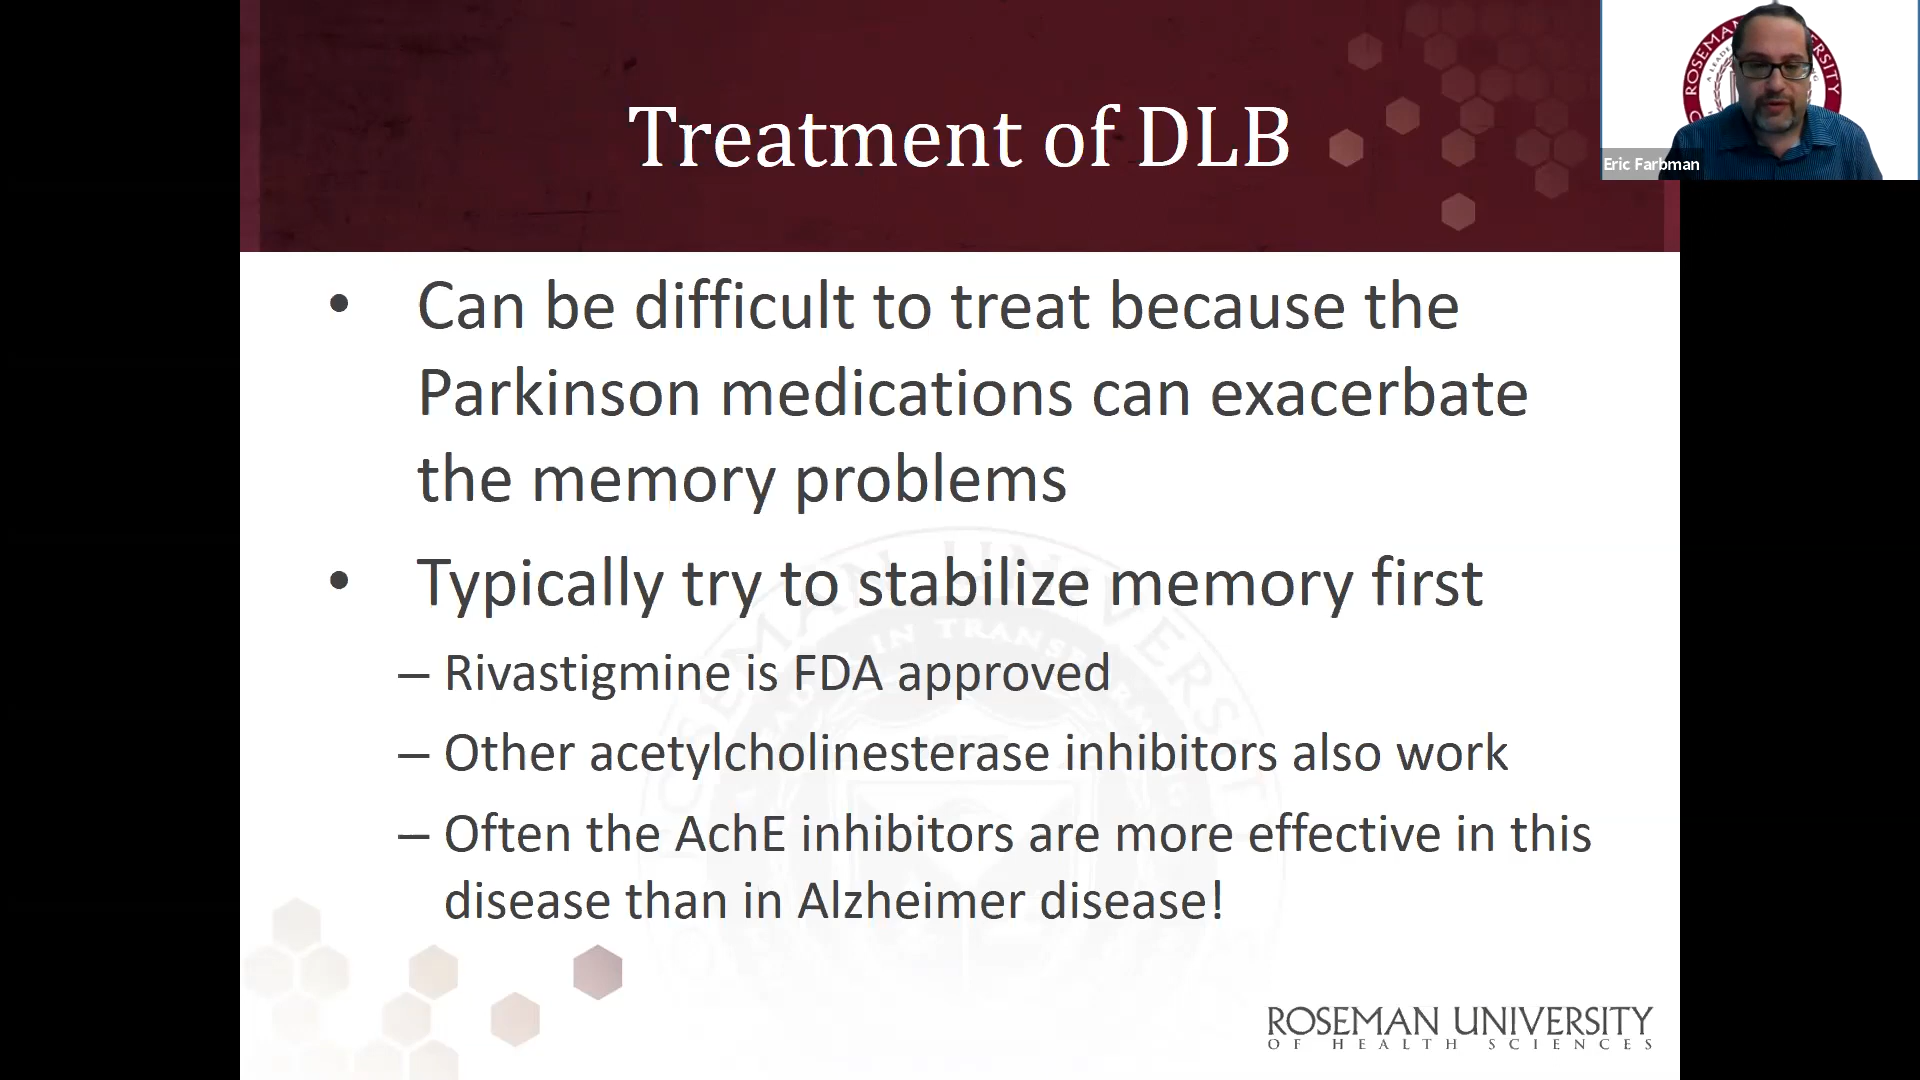 Treatment of DLB
Eric Farbman
• Can be difficult to treat because the
Parkinson medications can exacerbate
the memory problems
• Typically try to stabilize memory first
– Rivastigmine is FDA approved
– Other acetylcholinesterase inhibitors also work
– Often the AchE inhibitors are more effective in this
disease than in Alzheimer disease!
ROSEMAN UNIVERSITY
OF HEALTH SCIENCES